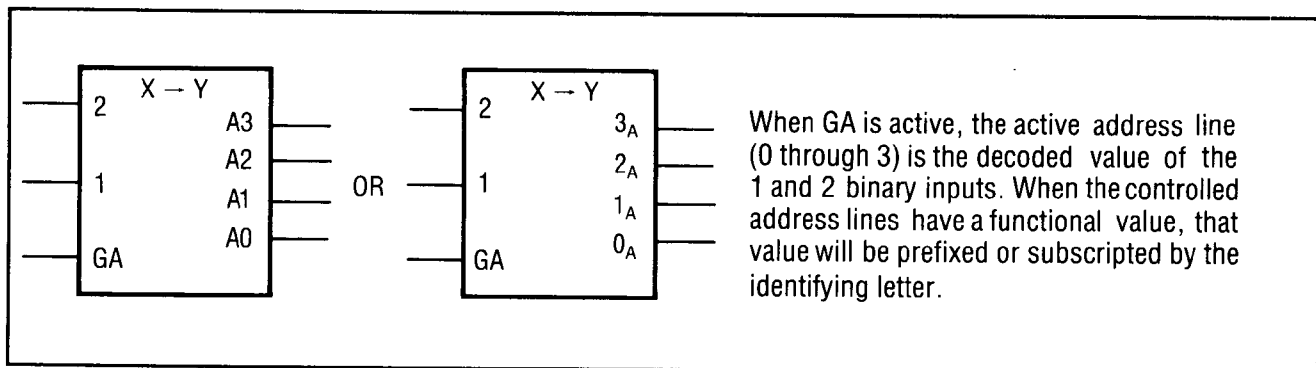 X → Y
2
1
GA
A3
A2
A1
A0
OR
X → Y
2
1
GA
3A
2A
1A
0A
When GA is active, the active address line
(0 through 3) is the decoded value of the
1 and 2 binary inputs. When the controlled
address lines have a functional value, that
value will be prefixed or subscripted by the
identifying letter.